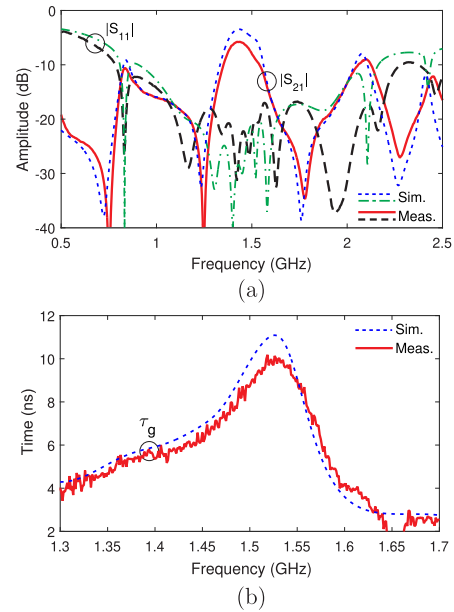 0
|S11|
-10
|S21|
-20
-30
Sim.
Meas.
-40
0.5 1 1.5 2 2.5
Amplitude (dB)
Frequency (GHz)
(a)
12
Sim.
Meas.
10
8
τg
6
4
2
1.3 1.35 1.4 1.45 1.5 1.55 1.6 1.65 1.7
Time (ns)
Frequency (GHz)
(b)